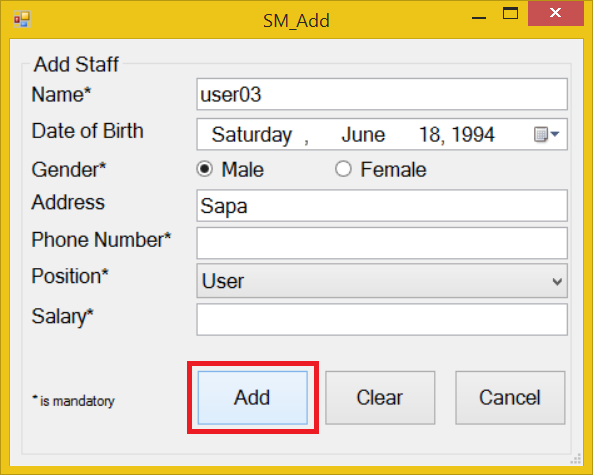 SM_Add
Add Staff
Name* user03
Date of Birth Saturday , June 18, 1994
Gender* Male Female
Address Sapa
Phone Number*
Position* User
Salary*
* is mandatory Add Clear Cancel